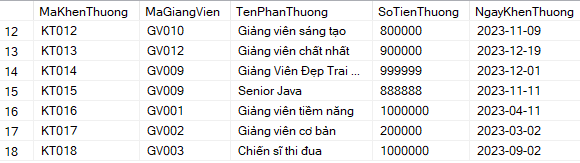 MaKhenThuong MaGiangVien TenPhanThuong SoTienThuong NgayKhenThuong
12 KT012 GV010 Giảng viên sáng tạo 800000 2023-11-09
13 KT013 GV012 Giảng viên chất nhất 900000 2023-12-19
14 KT014 GV009 Giảng Viên Đẹp Trai ... 999999 2023-12-01
15 KT015 GV009 Senior Java 888888 2023-11-11
16 KT016 GV001 Giảng viên tiềm năng 1000000 2023-04-11
17 KT017 GV002 Giảng viên cơ bản 200000 2023-03-02
18 KT018 GV003 Chiến sĩ thi đua 1000000 2023-09-02